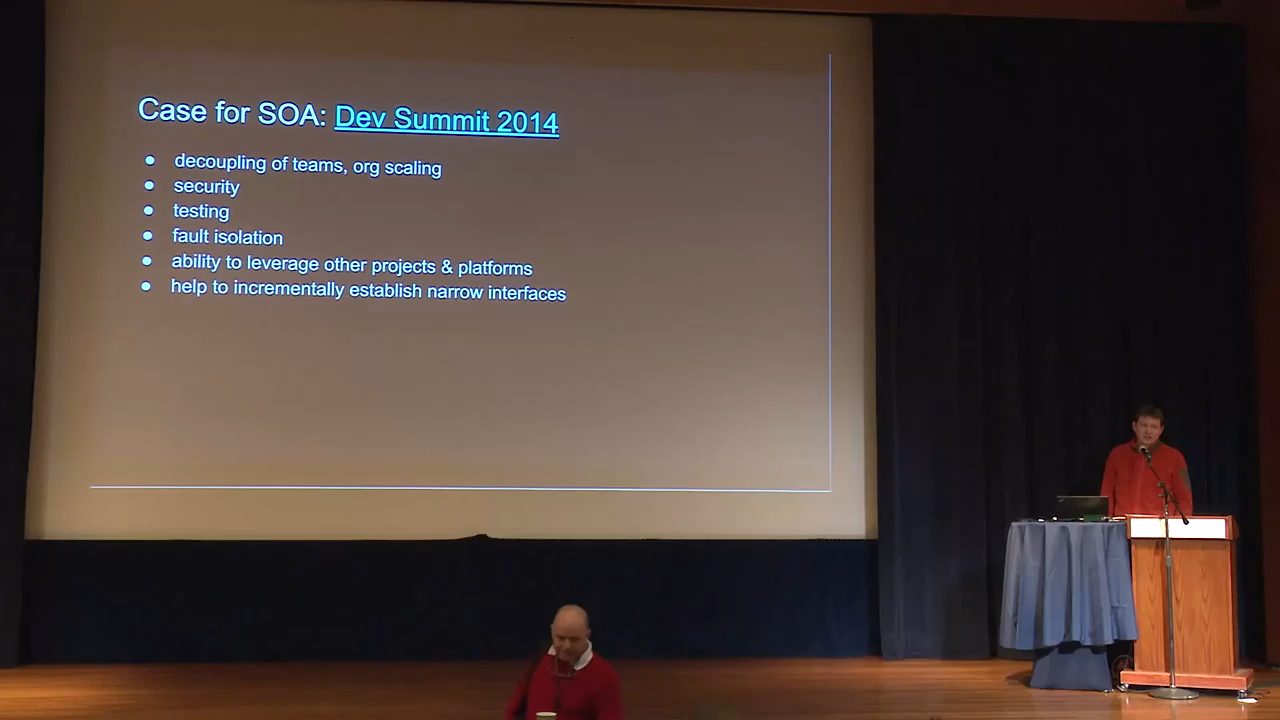 Case for SOA: Dev Summit 2014
● decoupling of teams, org scaling
● security
● testing
● fault isolation
● ability to leverage other projects & platforms
● help to incrementally establish narrow interfaces